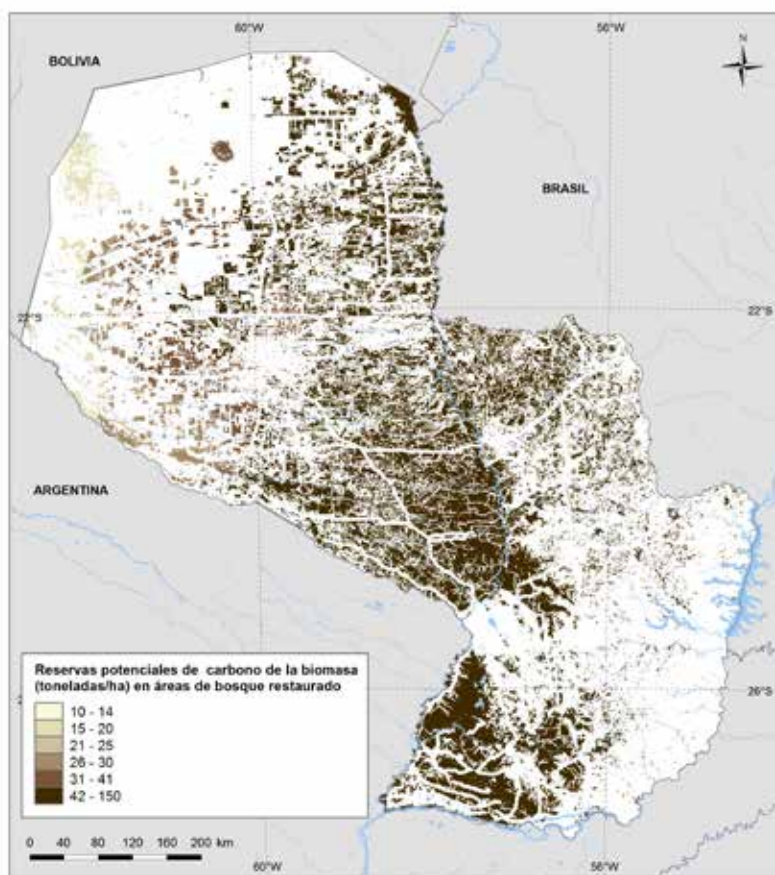 60°W
56°W
BOLIVIA
N
BRASIL
22°S
22°S
ARGENTINA
Reservas potenciales de carbono de la biomasa
(toneladas/ha) en áreas de bosque restaurado
10 - 14
15 - 20
21 - 25
26 - 30
31 - 41
42 - 150
26°S
0 40 80 120 160 200 km
60°W
56°W